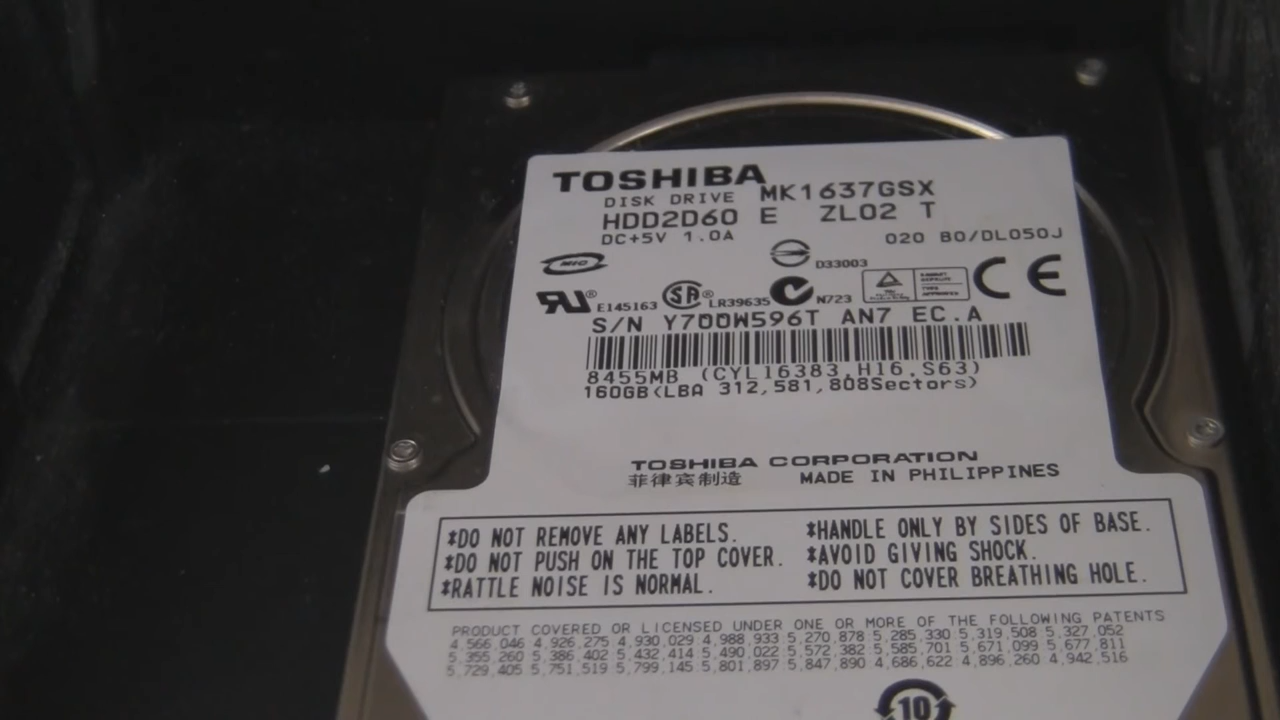 TOSHIBA
DISK DRIVE MK1637GSX
HDD2D60 E ZL02 T
DC+5V 1.0A 020 B0/DL050J
D33003
E145163 LR39635 N723 CE
S/N Y700W596T AN7 EC.A
8455MB (CYL16383.H16.S63)
160GB(LBA 312,581,808Sectors)
TOSHIBA CORPORATION
菲律宾制造 MADE IN PHILIPPINES
*DO NOT REMOVE ANY LABELS. *HANDLE ONLY BY SIDES OF BASE.
*DO NOT PUSH ON THE TOP COVER. *AVOID GIVING SHOCK.
*RATTLE NOISE IS NORMAL. *DO NOT COVER BREATHING HOLE.
PRODUCT COVERED OR LICENSED UNDER ONE OR MORE OF THE FOLLOWING PATENTS
4,566,046 4,926,275 4,930,029 4,988,933 5,270,878 5,285,330 5,319,508 5,327,052
5,355,260 5,386,402 5,432,414 5,490,022 5,572,382 5,585,701 5,671,099 5,677,811
5,729,405 5,751,519 5,799,145 5,801,897 5,847,890 4,686,622 4,896,260 4,942,516
10